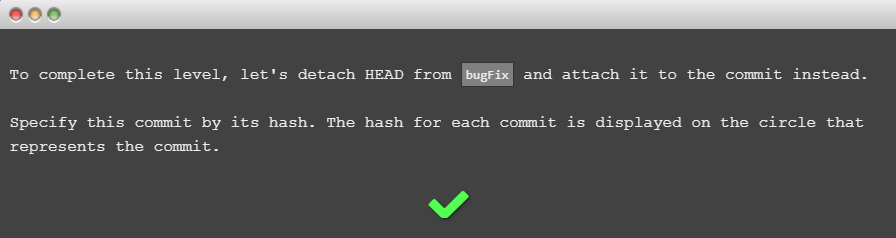 To complete this level, let's detach HEAD from bugFix and attach it to the commit instead.
Specify this commit by its hash. The hash for each commit is displayed on the circle that
represents the commit.